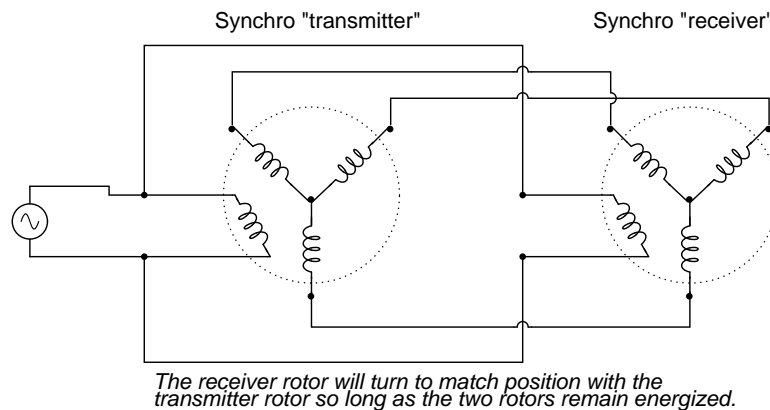 Synchro "transmitter"
Synchro "receiver"
The receiver rotor will turn to match position with the
transmitter rotor so long as the two rotors remain energized.